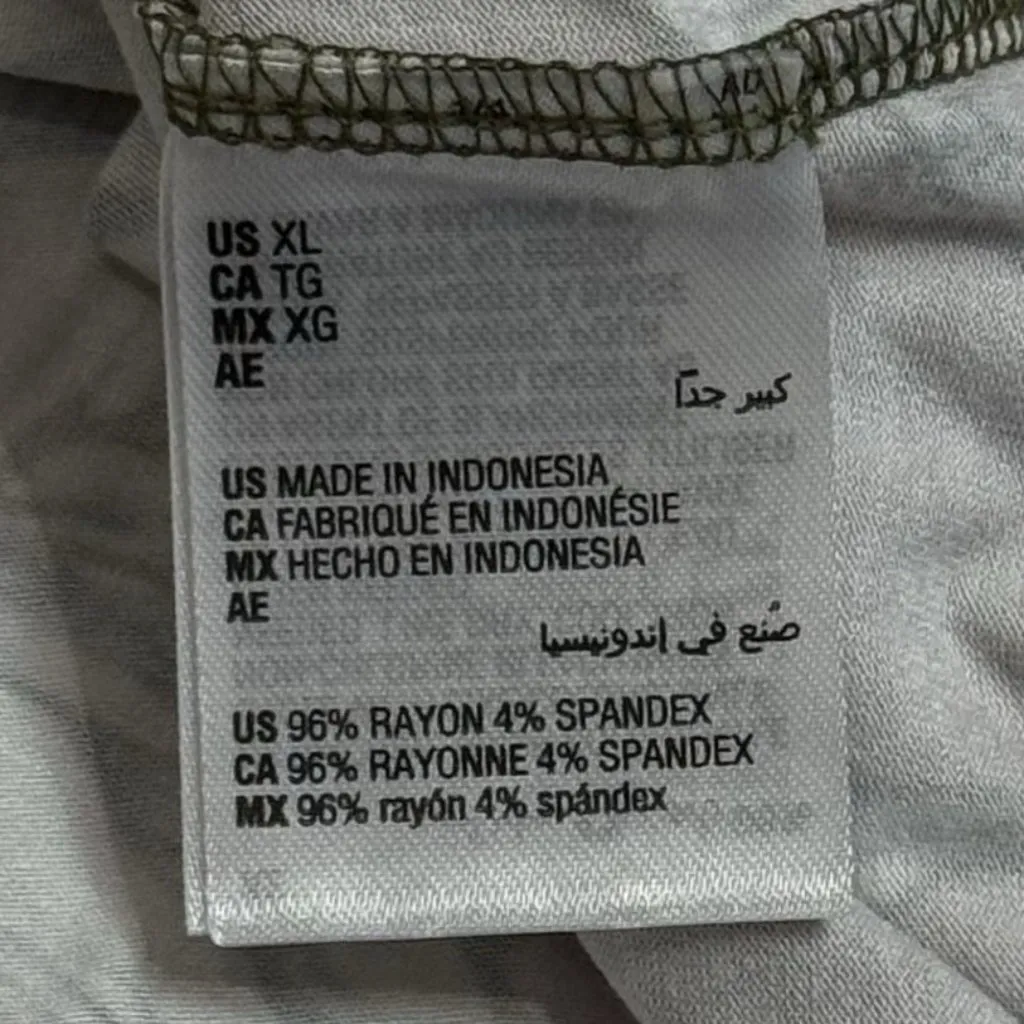 US XL
CA TG
MX XG
AE
كبير جدًا
US MADE IN INDONESIA
CA FABRIQUÉ EN INDONÉSIE
MX HECHO EN INDONESIA
AE
صُنع في إندونيسيا
US 96% RAYON 4% SPANDEX
CA 96% RAYONNE 4% SPANDEX
MX 96% rayón 4% spándex